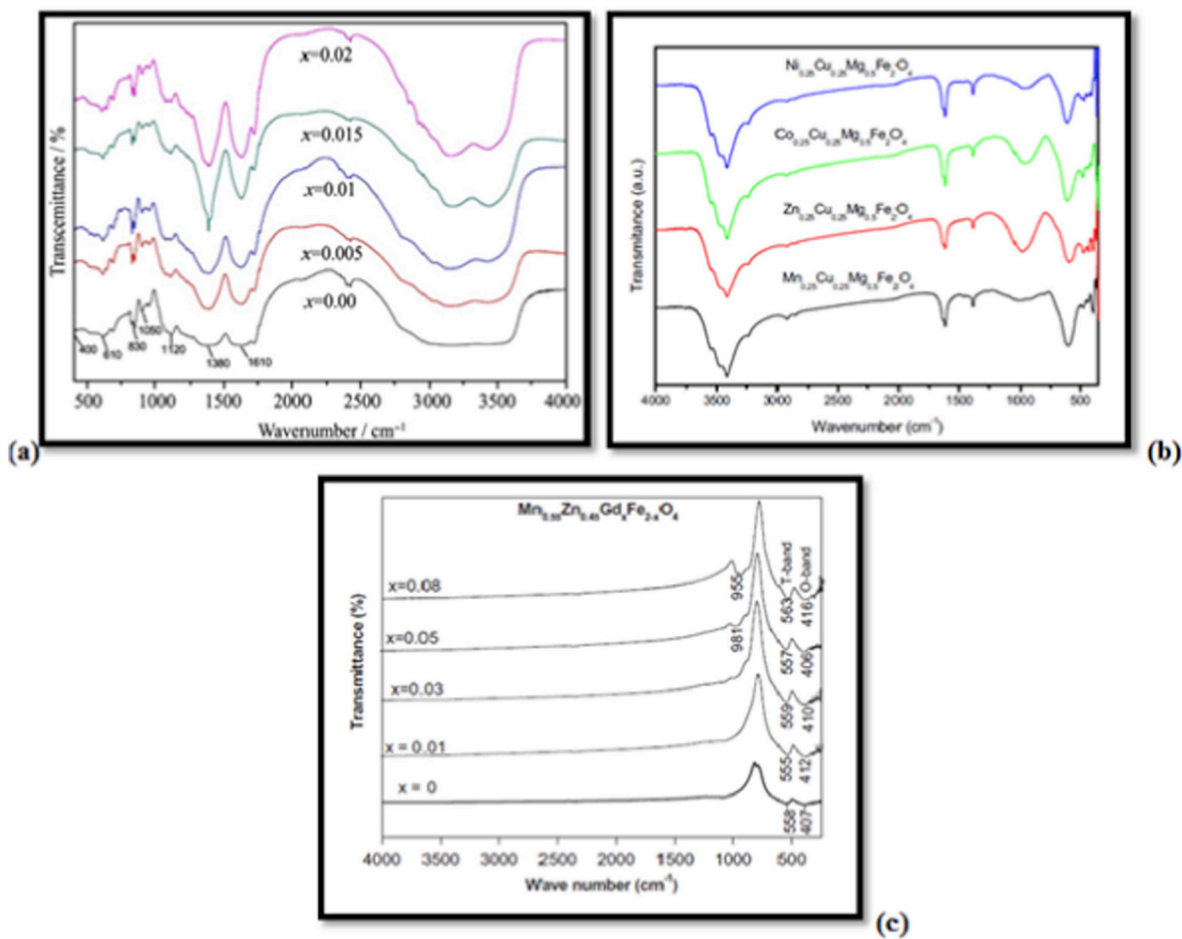 x=0.02
x=0.015
x=0.01
x=0.005
x=0.00
400
610
830
1050
1120
1380
1610
Transcemittance / %
500 1000 1500 2000 2500 3000 3500 4000
Wavenumber / cm⁻¹
(a)
Ni0.25Cu0.25Mg0.5Fe2O4
Co0.25Cu0.25Mg0.5Fe2O4
Zn0.25Cu0.25Mg0.5Fe2O4
Mn0.25Cu0.25Mg0.5Fe2O4
Transmitance (a.u.)
4000 3500 3000 2500 2000 1500 1000 500
Wavenumber (cm⁻¹)
(b)
Mn0.55Zn0.45GdxFe2-xO4
x=0.08
x=0.05
x=0.03
x = 0.01
x = 0
955
981
T-band
O-band
563 416
557 406
559 410
555 412
558 407
Transmittance (%)
4000 3500 3000 2500 2000 1500 1000 500
Wave number (cm⁻¹)
(c)